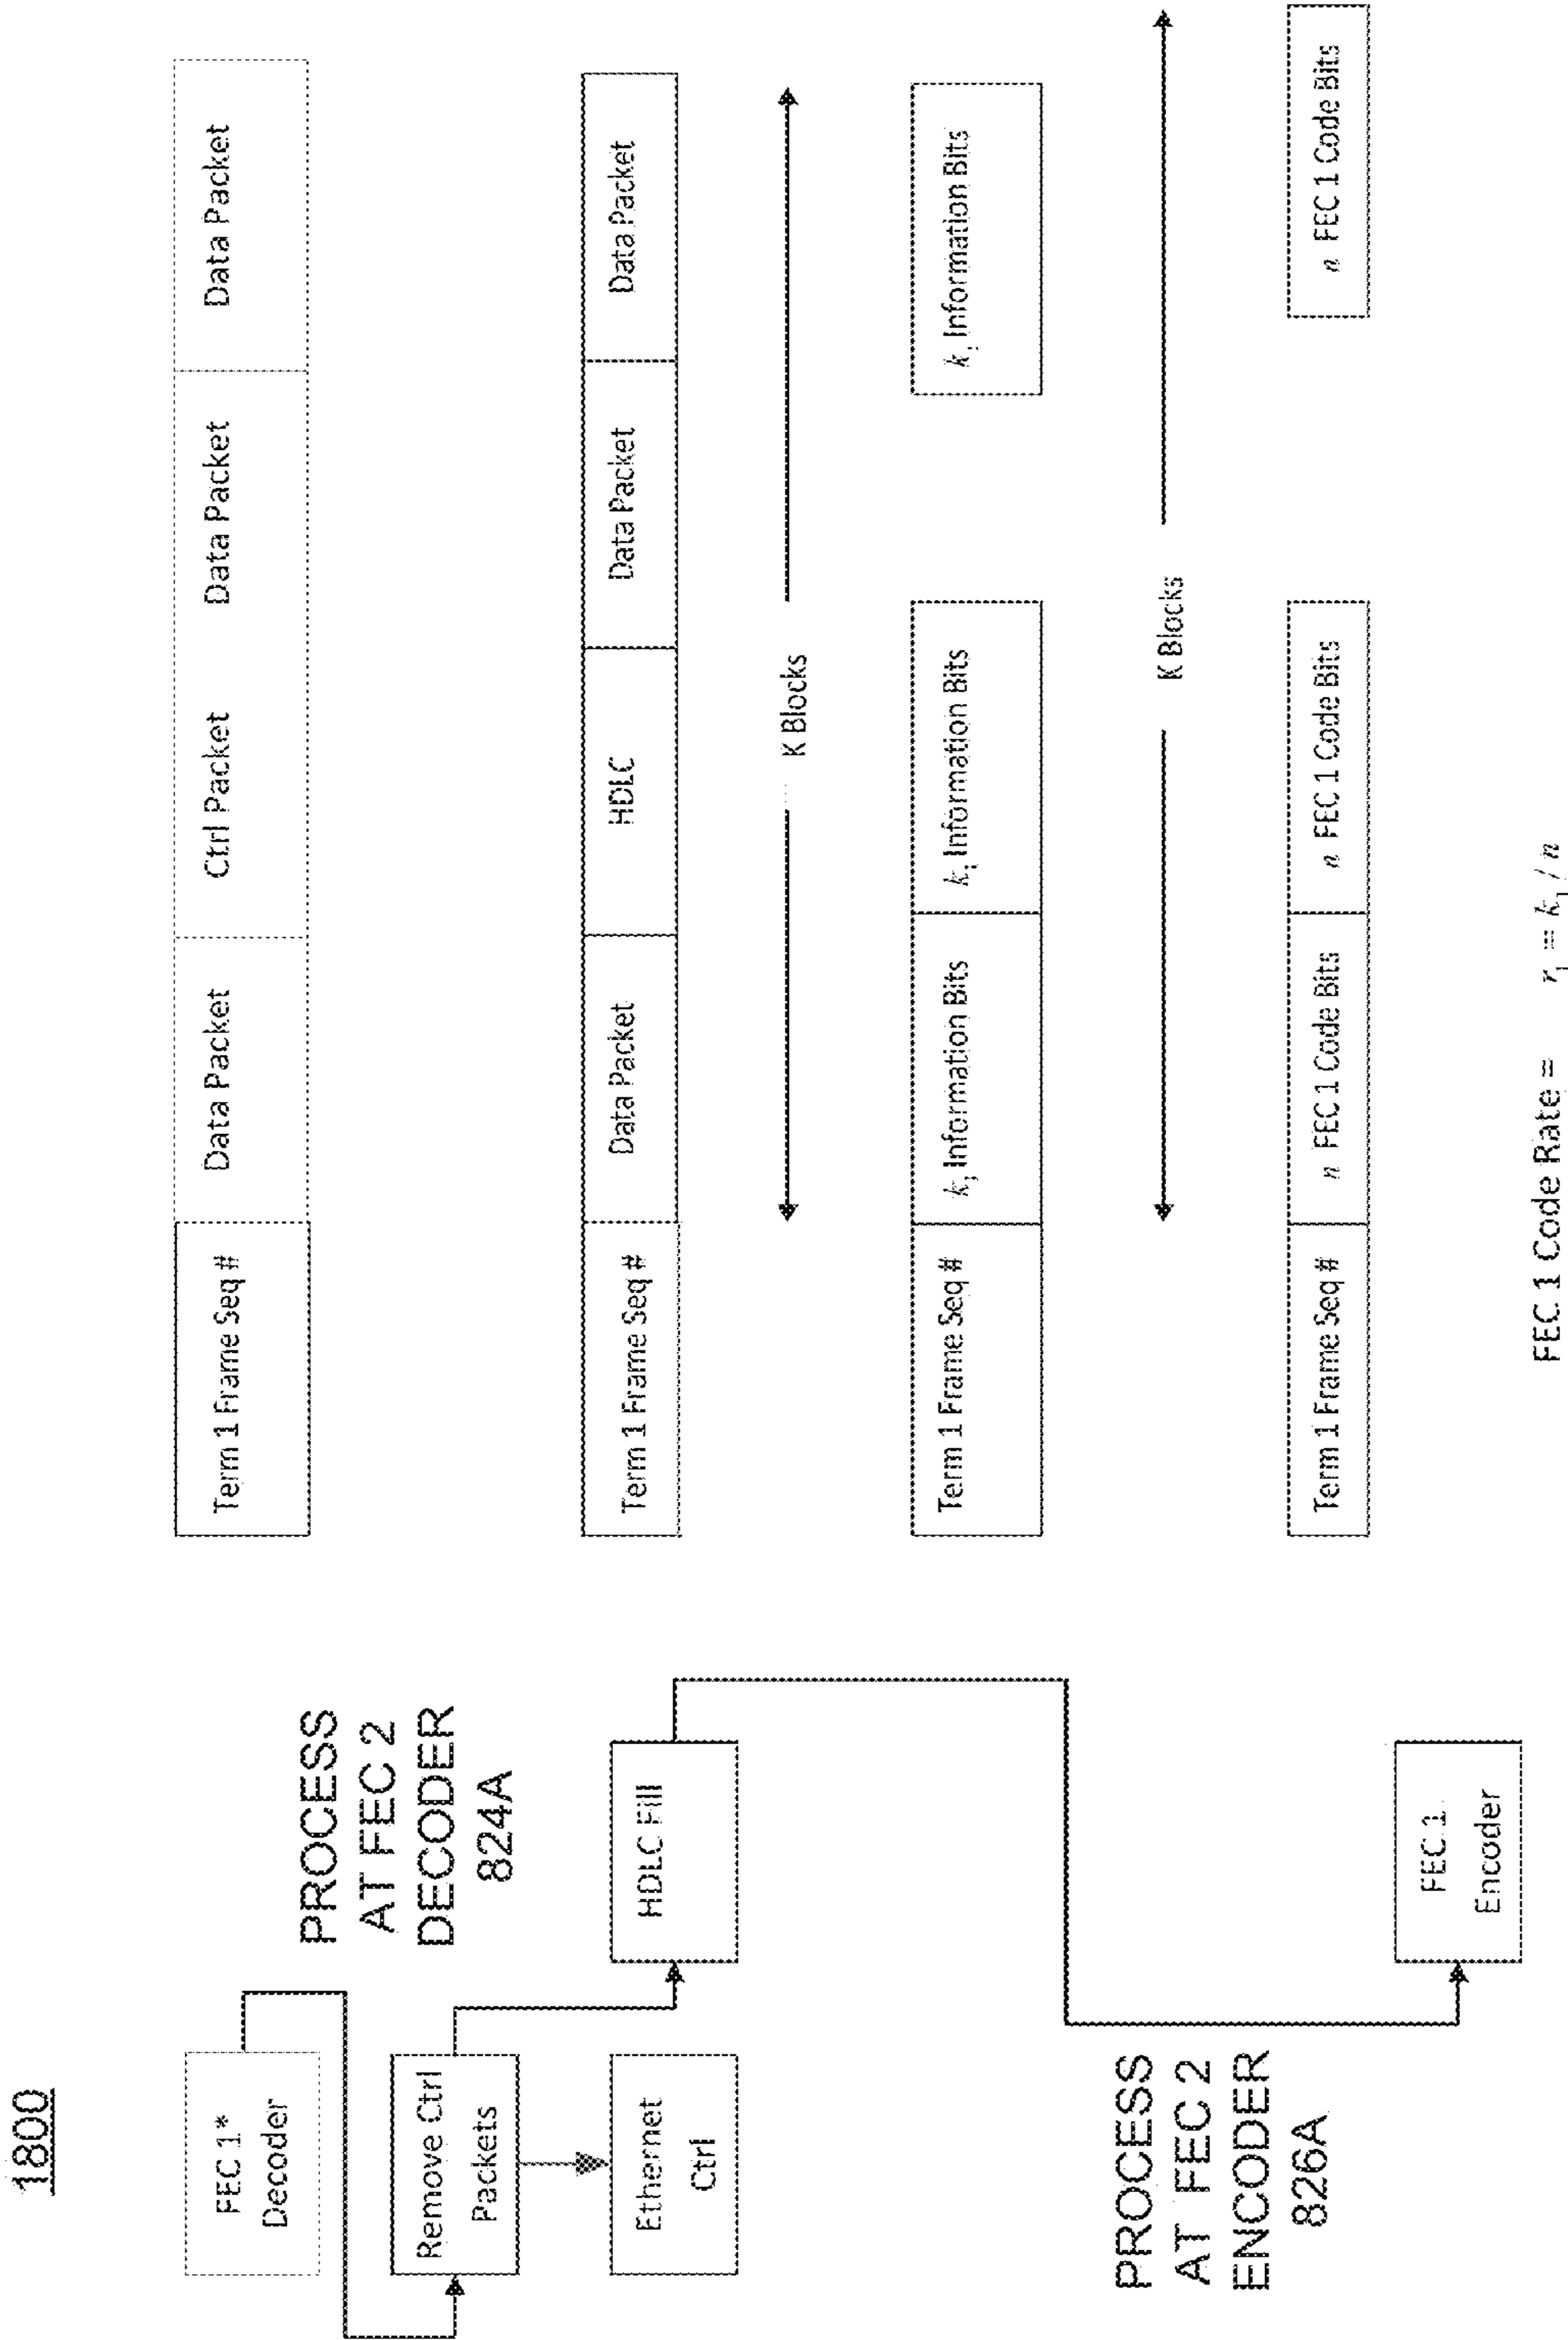 1800
FEC 1*
Decoder
Remove Ctrl
Packets
Ethernet
Ctrl
PROCESS
AT FEC 2
DECODER
824A
HDLC Fill
PROCESS
AT FEC 2
ENCODER
826A
FEC 1
Encoder
Term 1 Frame Seq # Data Packet Ctrl Packet Data Packet Data Packet
Term 1 Frame Seq # Data Packet HDLC Data Packet Data Packet
K Blocks
Term 1 Frame Seq # k₁ Information Bits k₁ Information Bits k₁ Information Bits
K Blocks
Term 1 Frame Seq # n FEC 1 Code Bits n FEC 1 Code Bits n FEC 1 Code Bits
FEC 1 Code Rate = r₁ = k₁ / n